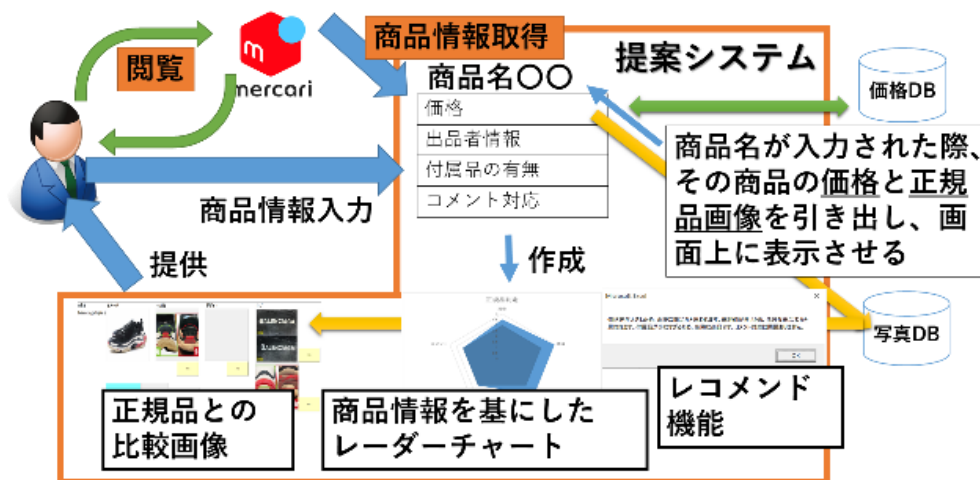 商品情報取得
閲覧
mercari
提案システム
商品名〇〇
価格
出品者情報
付属品の有無
コメント対応
価格DB
商品名が入力された際、
その商品の価格と正規
品画像を引き出し、画
面上に表示させる
商品情報入力
提供
作成
Microsoft Excel
OK
写真DB
BALENCIAGA
正規品との
比較画像
商品情報を基にした
レーダーチャート
レコメンド
機能